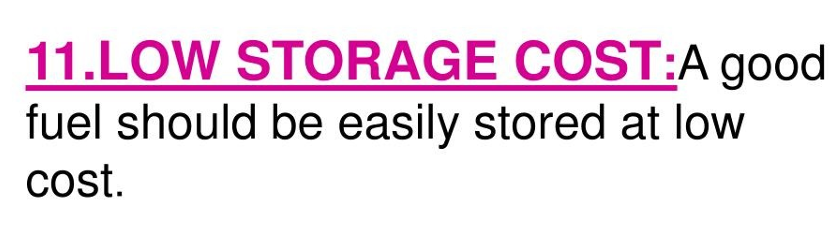 11.LOW STORAGE COST:A good
fuel should be easily stored at low
cost.